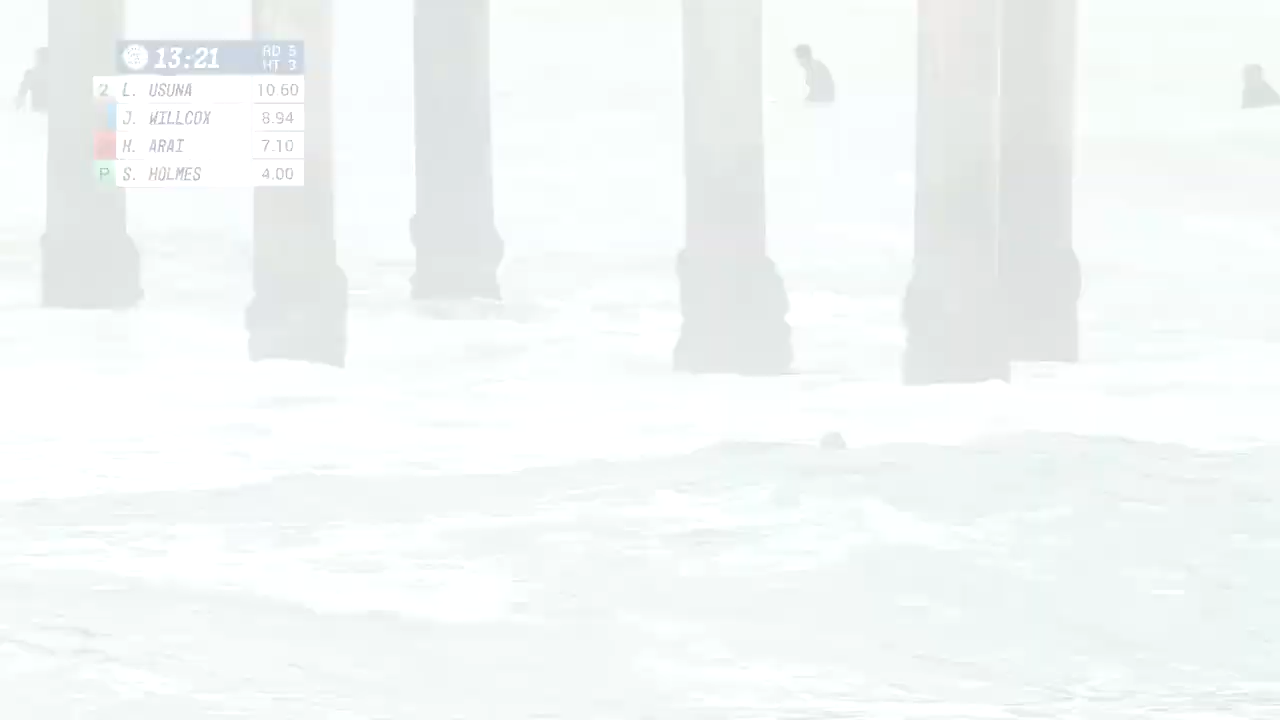 13:21
RD 3
HT 3
2 L. USUNA 10.60
J. WILLCOX 8.94
H. ARAI 7.10
P S. HOLMES 4.00